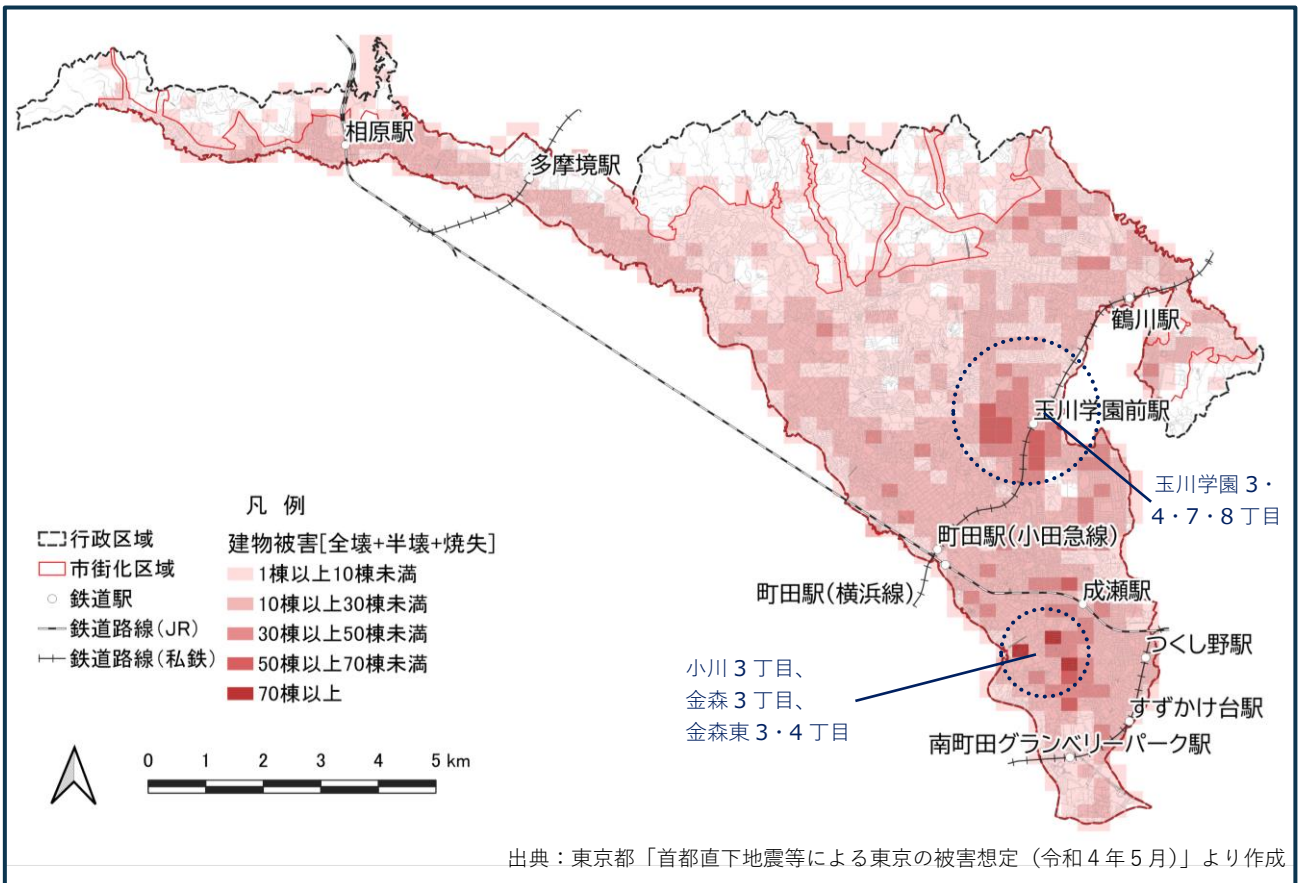 相原駅
多摩境駅
鶴川駅
玉川学園前駅
玉川学園 3・
4・7・8 丁目
町田駅(小田急線)
町田駅(横浜線)
成瀬駅
つくし野駅
小川 3 丁目、
金森 3 丁目、
金森東 3・4 丁目
すずかけ台駅
南町田グランベリーパーク駅
凡 例
行政区域
市街化区域
鉄道駅
鉄道路線(JR)
鉄道路線(私鉄)
建物被害[全壊+半壊+焼失]
1棟以上10棟未満
10棟以上30棟未満
30棟以上50棟未満
50棟以上70棟未満
70棟以上
0 1 2 3 4 5 km
出典:東京都「首都直下地震等による東京の被害想定（令和４年５月）」より作成